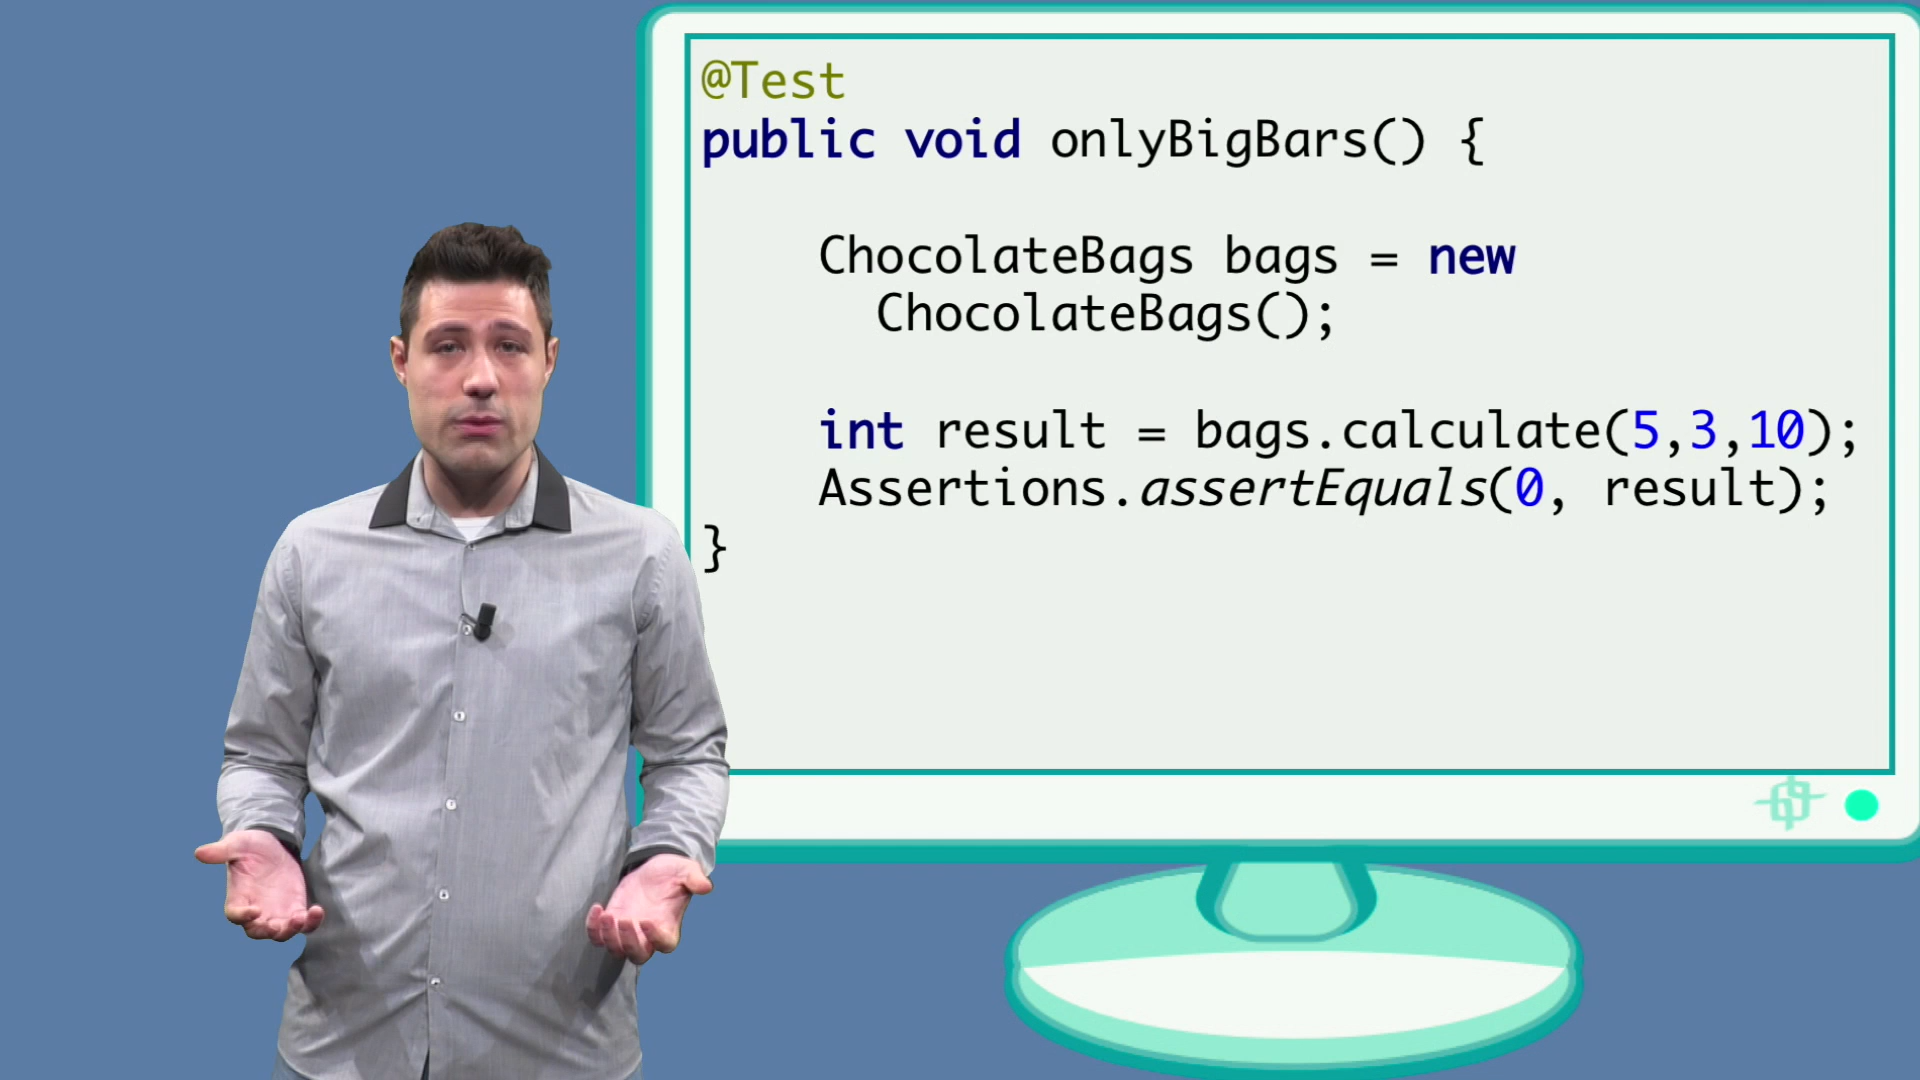 @Test
public void onlyBigBars() {
ChocolateBags bags = new
ChocolateBags();
int result = bags.calculate(5,3,10);
Assertions.assertEquals(0, result);
}